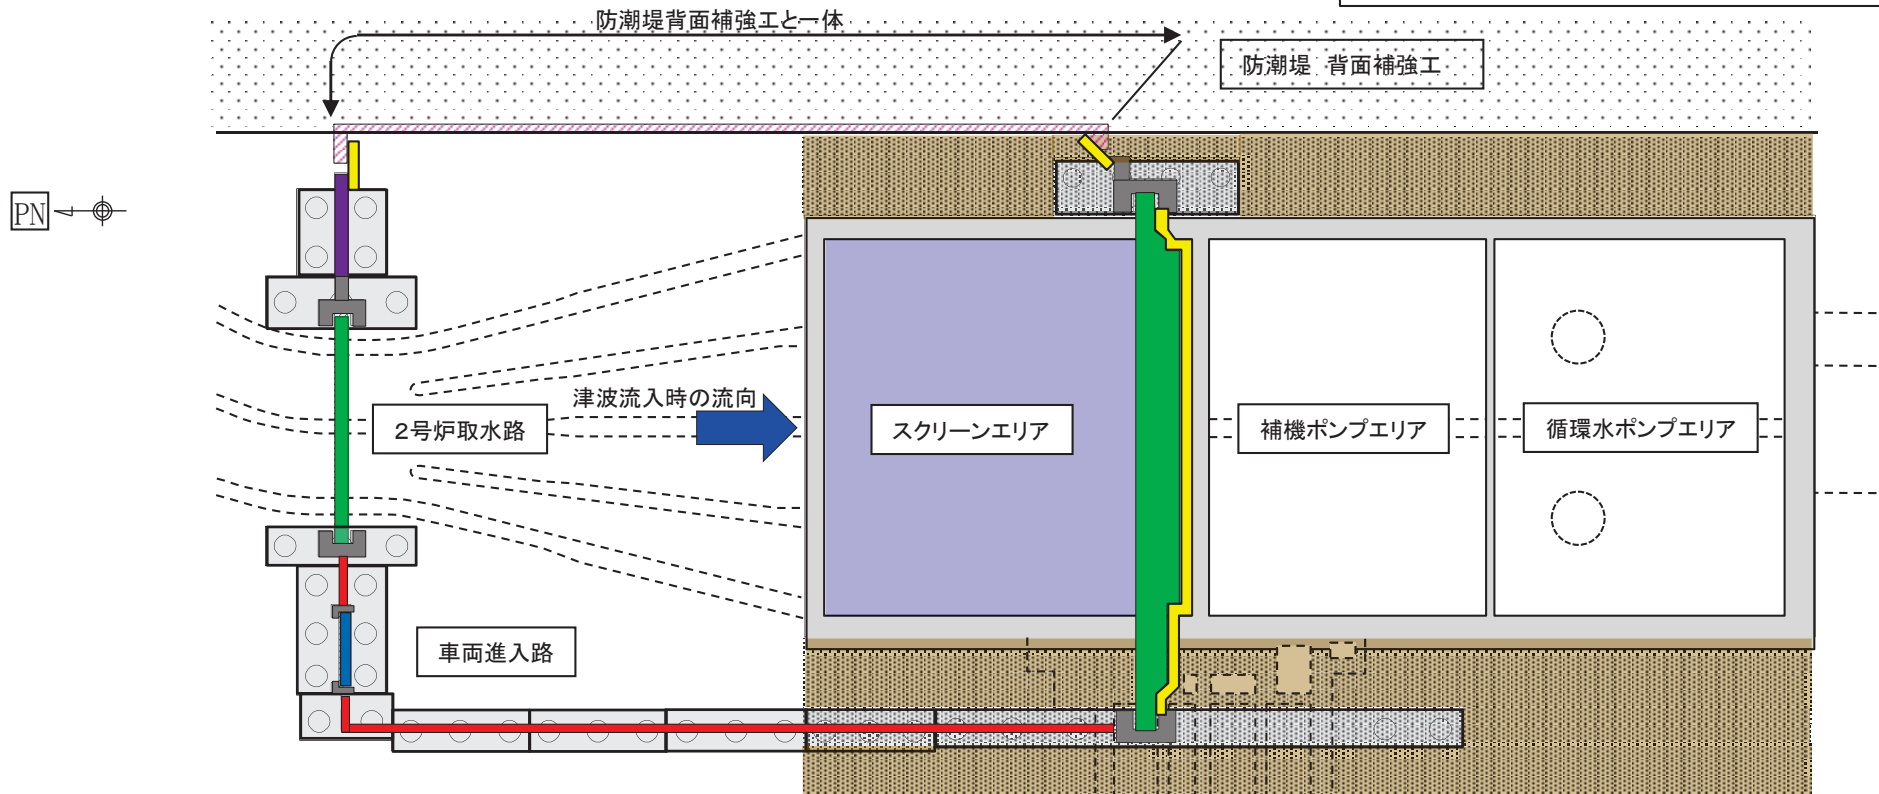 防潮堤背面補強工と一体
防潮堤 背面補強工
PN
津波流入時の流向
2号炉取水路
スクリーンエリア
補機ポンプエリア
循環水ポンプエリア
車両進入路